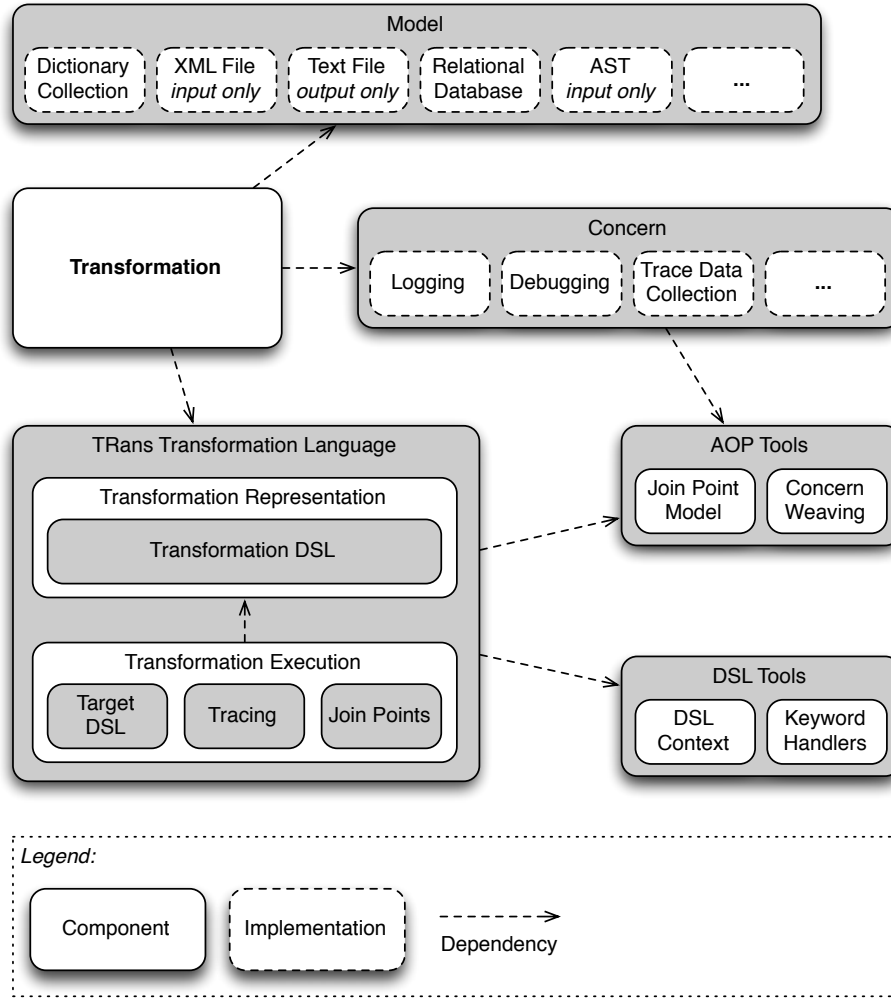 Model
Dictionary
Collection
XML File
input only
Text File
output only
Relational
Database
AST
input only
...
Transformation
Concern
Logging
Debugging
Trace Data
Collection
...
TRans Transformation Language
Transformation Representation
Transformation DSL
Transformation Execution
Target
DSL
Tracing
Join Points
AOP Tools
Join Point
Model
Concern
Weaving
DSL Tools
DSL
Context
Keyword
Handlers
Legend:
Component
Implementation
Dependency